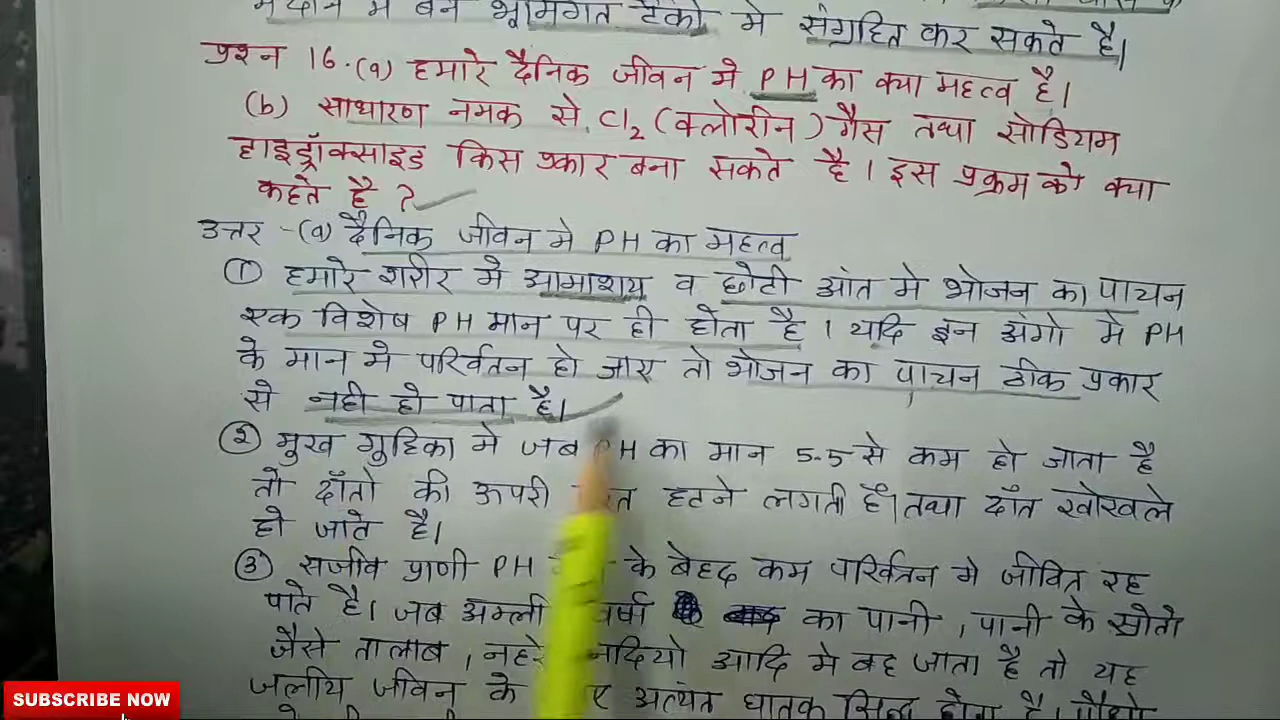 मैदान में बने भूमिगत टैंको मे संग्रहित कर सकते है।
प्रश्न 16.(a) हमारे दैनिक जीवन मे PH का क्या महत्व है।
(b) साधारण नमक से Cl₂ (क्लोरीन) गैस तथा सोडियम
हाइड्रॉक्साइड किस प्रकार बना सकते है। इस प्रक्रम को क्या
कहते है ?
उत्तर -(a) दैनिक जीवन मे PH का महत्व
① हमारे शरीर मे आमाशय व छोटी आंत मे भोजन का पाचन
एक विशेष PH मान पर ही होता है। यदि इन अंगो मे PH
के मान मे परिर्वतन हो जाए तो भोजन का पाचन ठीक प्रकार
से नही हो पाता है।
② मुख गुहिका मे जब PH का मान 5.5 से कम हो जाता है
तो दाँतो की ऊपरी हटने लगती है। तथा दाँत खोखले
हो जाते है।
③ सजीव प्राणी PH के बेहद कम परिर्वतन मे जीवित रह
पाते है। जब अम्ली वर्षा का पानी, पानी के स्रोतो
जैसे तालाब, नहरे नदियो आदि मे बह जाता है तो यह
जलीय जीवन के अत्यंत घातक सिद्ध होता है। पौधो
SUBSCRIBE NOW